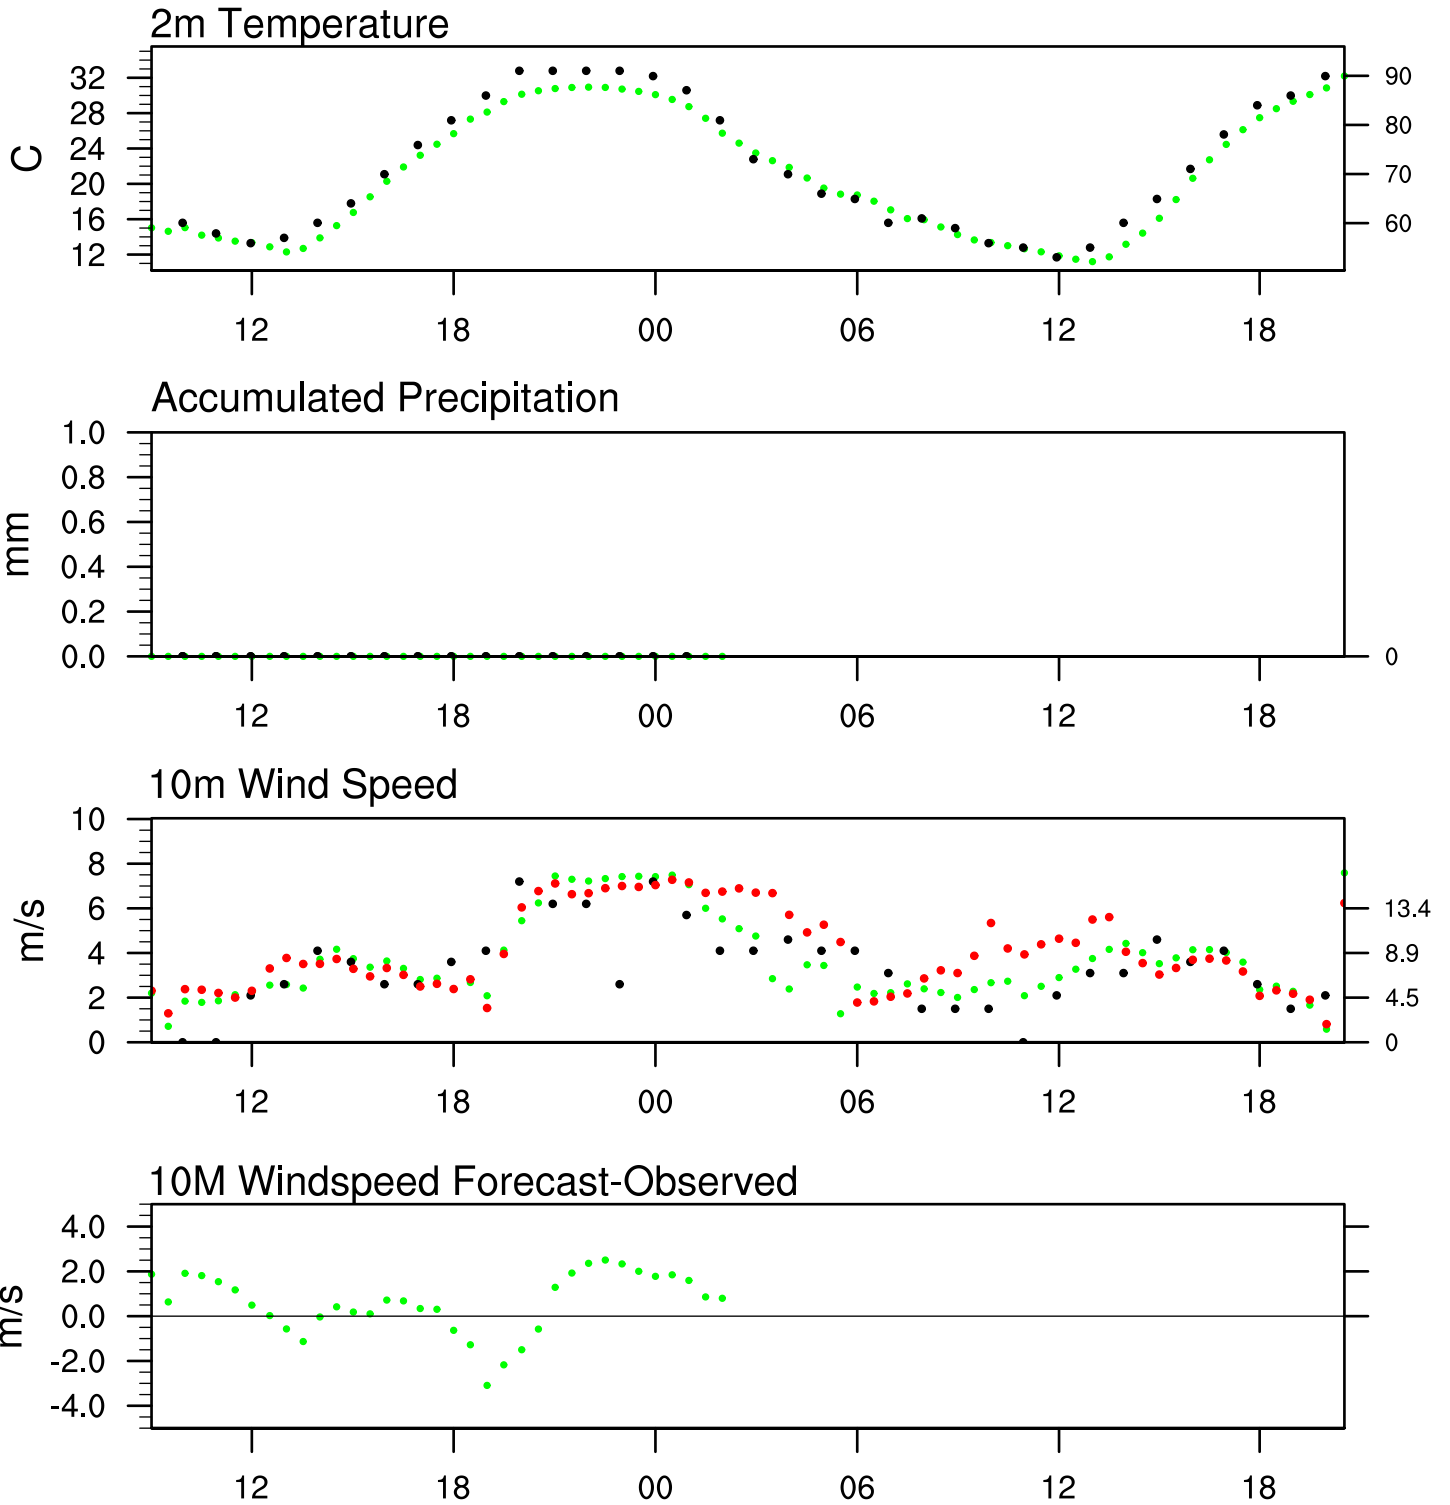 2m Temperature
C
32
28
24
20
16
12
90
80
70
60
12 18 00 06 12 18
Accumulated Precipitation
mm
1.0
0.8
0.6
0.4
0.2
0.0
0
12 18 00 06 12 18
10m Wind Speed
m/s
10
8
6
4
2
0
13.4
8.9
4.5
0
12 18 00 06 12 18
10M Windspeed Forecast-Observed
m/s
4.0
2.0
0.0
-2.0
-4.0
12 18 00 06 12 18